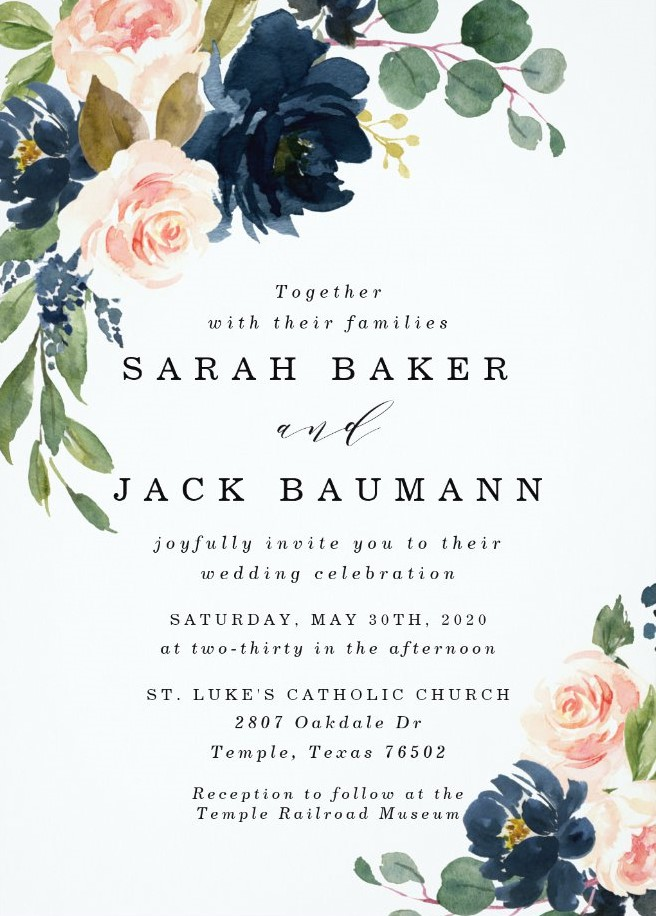 Together
with their families
SARAH BAKER
and
JACK BAUMANN
joyfully invite you to their
wedding celebration
SATURDAY, MAY 30TH, 2020
at two-thirty in the afternoon
ST. LUKE'S CATHOLIC CHURCH
2807 Oakdale Dr
Temple, Texas 76502
Reception to follow at the
Temple Railroad Museum